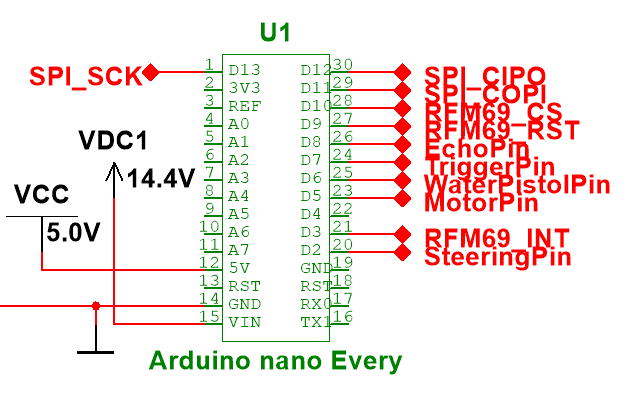 U1
SPI_SCK
1 D13 D12 30 SPI_CIPO
2 3V3 D11 29 SPI_COPI
3 REF D10 28 RFM69_CS
4 A0 D9 27 RFM69_RST
5 A1 D8 26 EchoPin
6 A2 D7 24 TriggerPin
7 A3 D6 25 WaterPistolPin
8 A4 D5 23 MotorPin
9 A5 D4 22
10 A6 D3 21 RFM69_INT
11 A7 D2 20 SteeringPin
12 5V GND 19
13 RST RST 18
14 GND RX0 17
15 VIN TX1 16
VDC1
14.4V
VCC
5.0V
Arduino nano Every